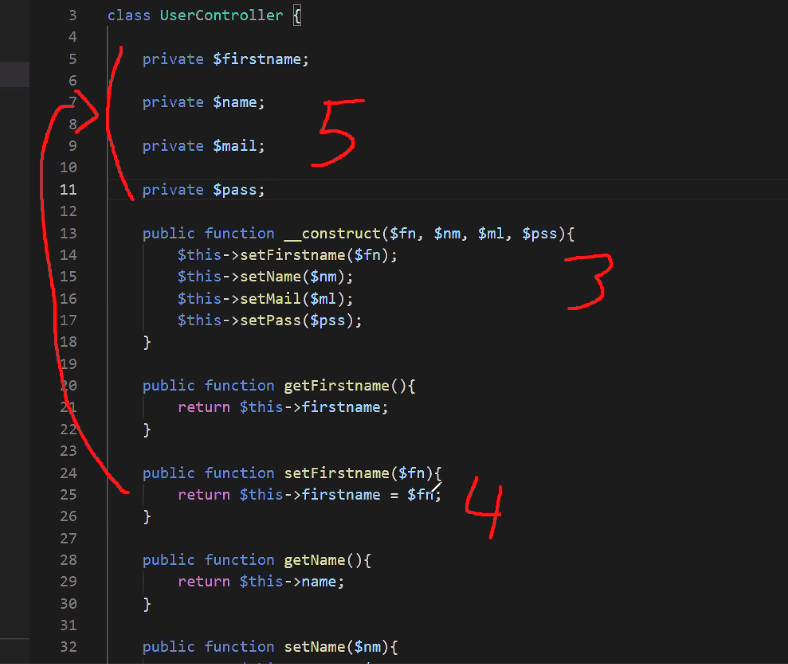 3 class UserController {
4
5 private $firstname;
6
7 private $name;
8
9 private $mail;
10
11 private $pass;
12
13 public function __construct($fn, $nm, $ml, $pss){
14 $this->setFirstname($fn);
15 $this->setName($nm);
16 $this->setMail($ml);
17 $this->setPass($pss);
18 }
19
20 public function getFirstname(){
21 return $this->firstname;
22 }
23
24 public function setFirstname($fn){
25 return $this->firstname = $fn;
26 }
27
28 public function getName(){
29 return $this->name;
30 }
31
32 public function setName($nm){
5
3
4